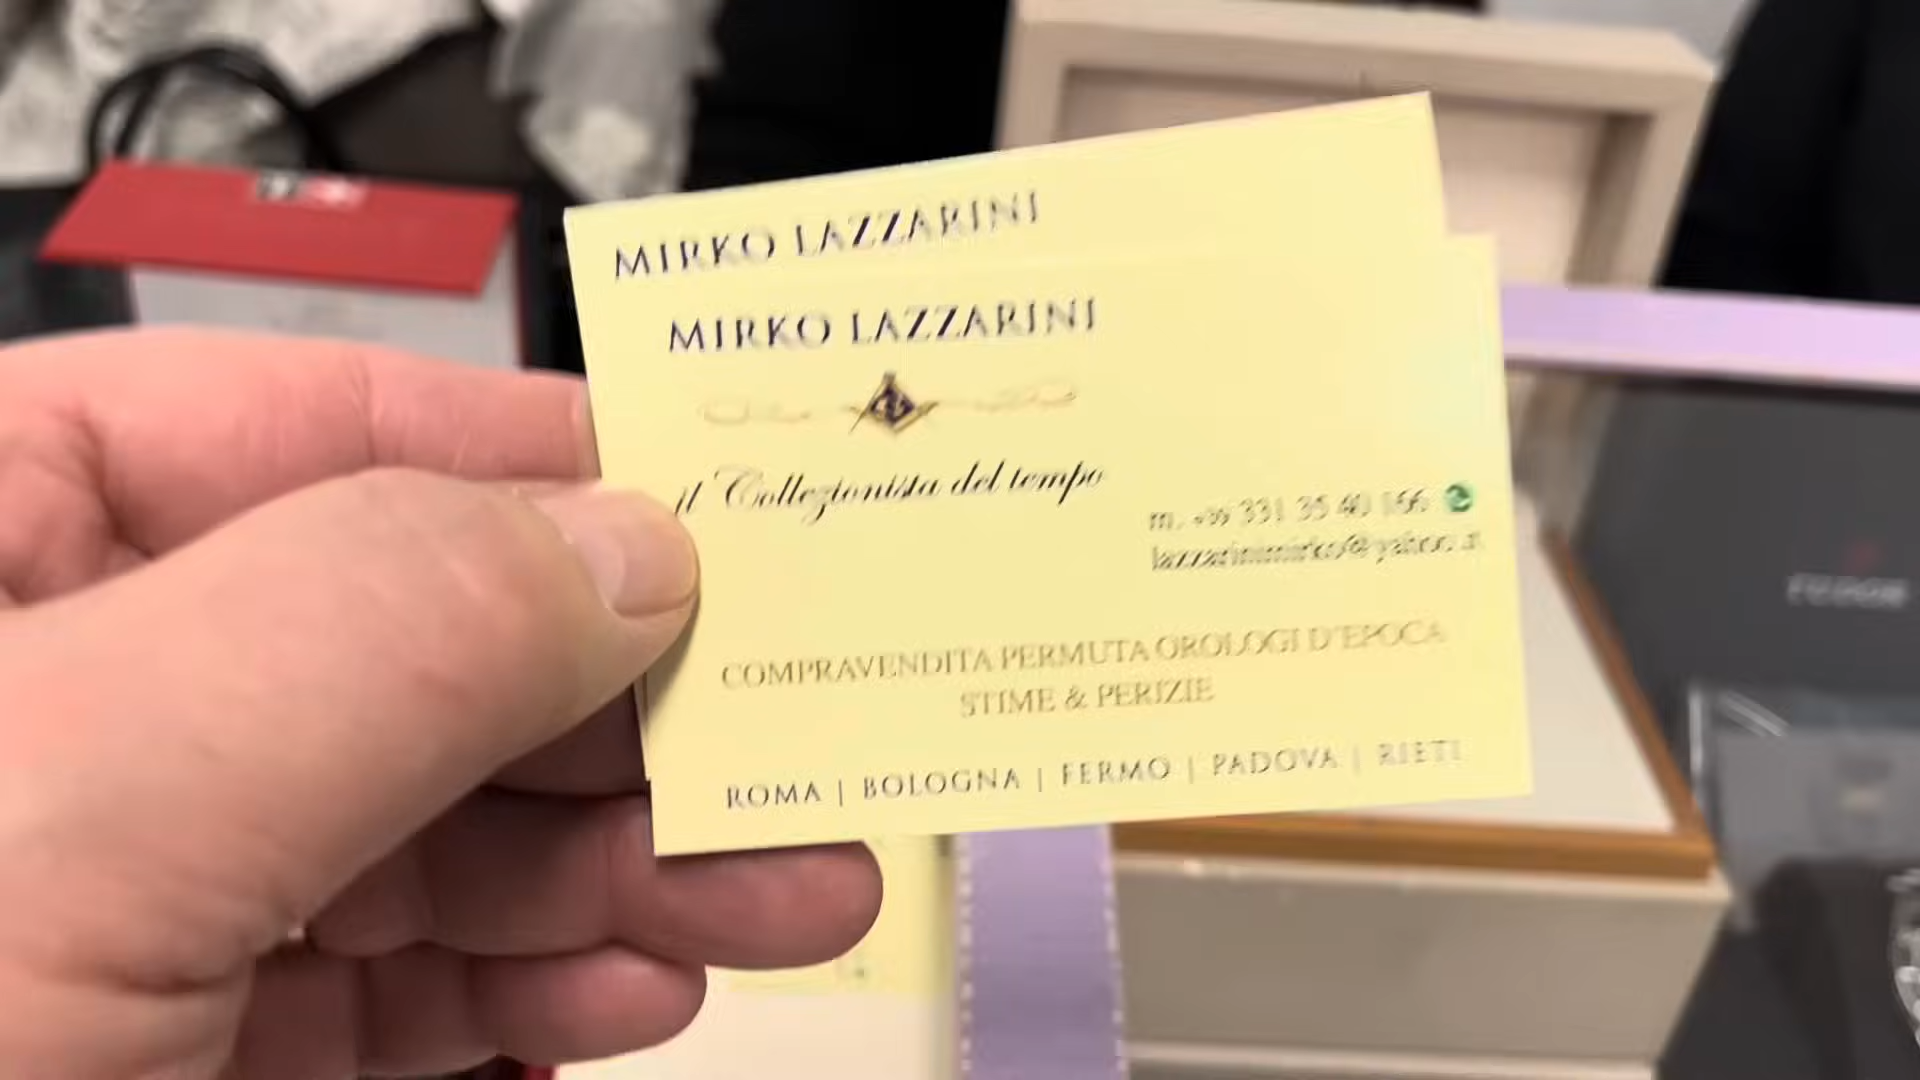 MIRKO LAZZARINI
MIRKO LAZZARINI
il Collezionista del tempo
m. +39 331 35 40 166
COMPRAVENDITA PERMUTA OROLOGI D'EPOCA
STIME & PERIZIE
ROMA | BOLOGNA | FERMO | PADOVA | RIETI
TUDOR